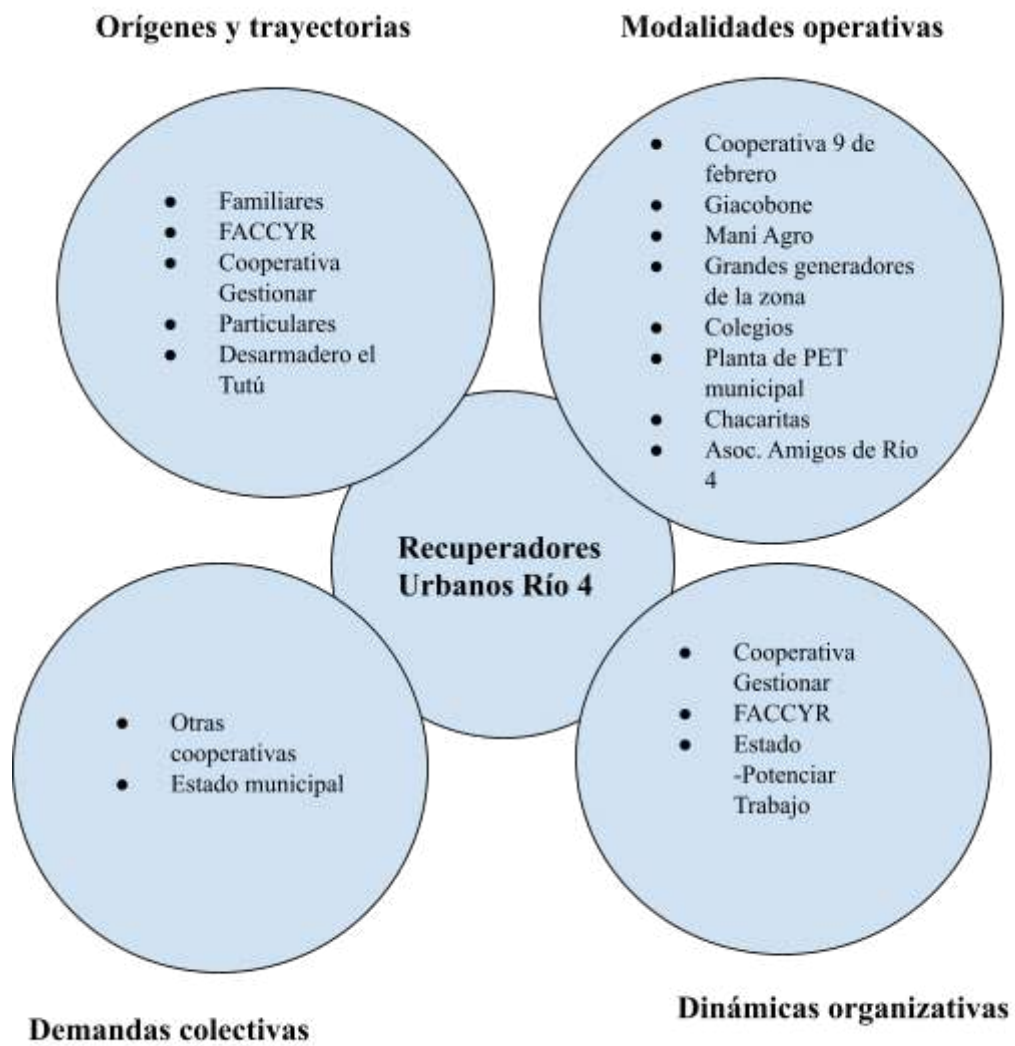 Orígenes y trayectorias
Modalidades operativas
● Familiares
● FACCYR
● Cooperativa
Gestionar
● Particulares
● Desarmadero el
Tutú
● Cooperativa 9 de
febrero
● Giacobone
● Maní Agro
● Grandes generadores
de la zona
● Colegios
● Planta de PET
municipal
● Chacaritas
● Asoc. Amigos de Río
4
Recuperadores
Urbanos Río 4
● Otras
cooperativas
● Estado municipal
● Cooperativa
Gestionar
● FACCYR
● Estado
-Potenciar
Trabajo
Demandas colectivas
Dinámicas organizativas